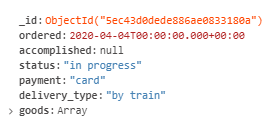 _id: ObjectId("5ec43d0dede886ae0833180a")
ordered: 2020-04-04T00:00:00.000+00:00
accomplished: null
status: "in progress"
payment: "card"
delivery_type: "by train"
> goods: Array